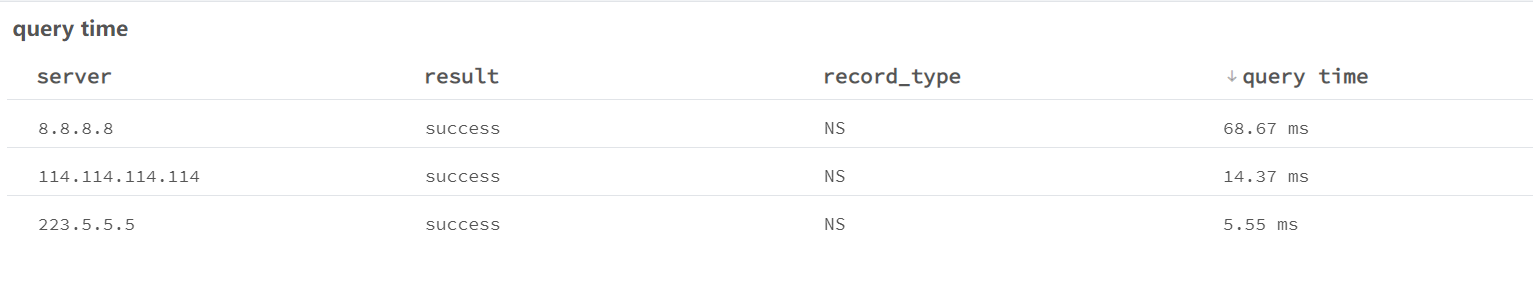 query time
server result record_type ↓query time
8.8.8.8 success NS 68.67 ms
114.114.114.114 success NS 14.37 ms
223.5.5.5 success NS 5.55 ms